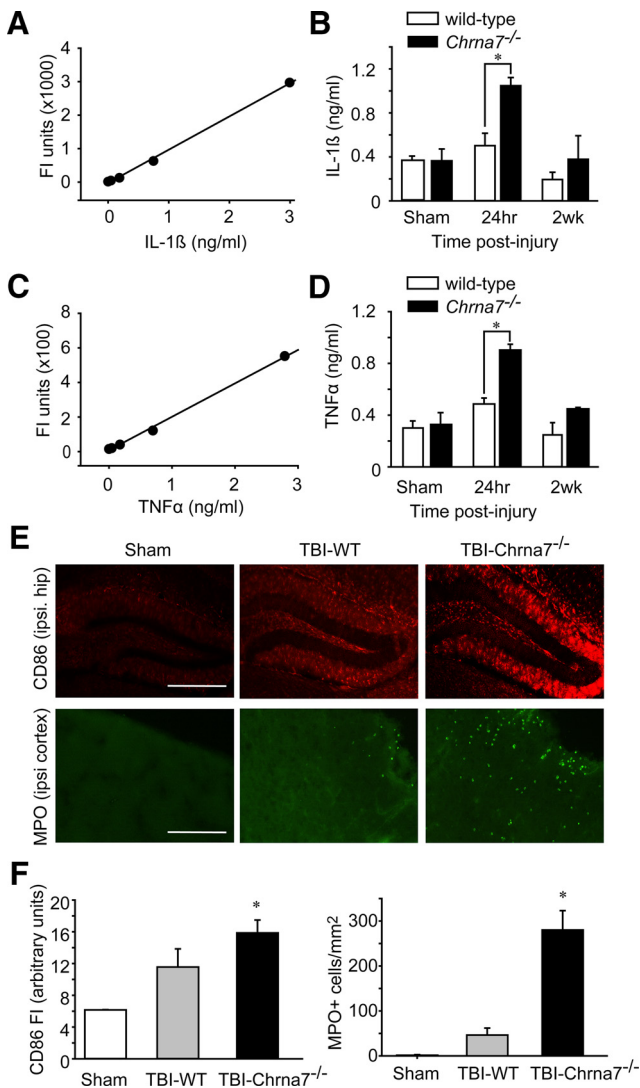 A
FI units (x1000)
4
3
2
1
0
0 1 2 3
IL-1ß (ng/ml)
B
wild-type
Chrna7-/-
IL-1ß (ng/ml)
1.2
0.8
0.4
0
*
Sham 24hr 2wk
Time post-injury
C
FI units (x100)
8
6
4
2
0
0 1 2 3
TNFα (ng/ml)
D
wild-type
Chrna7-/-
TNFα (ng/ml)
1.2
0.8
0.4
0
*
Sham 24hr 2wk
Time post-injury
E
Sham TBI-WT TBI-Chrna7-/-
CD86 (ipsi. hip)
MPO (ipsi cortex)
F
CD86 FI (arbitrary units)
20
16
12
8
6
4
0
*
Sham TBI-WT TBI-Chrna7-/-
MPO+ cells/mm2
300
200
100
50
0
*
Sham TBI-WT TBI-Chrna7-/-